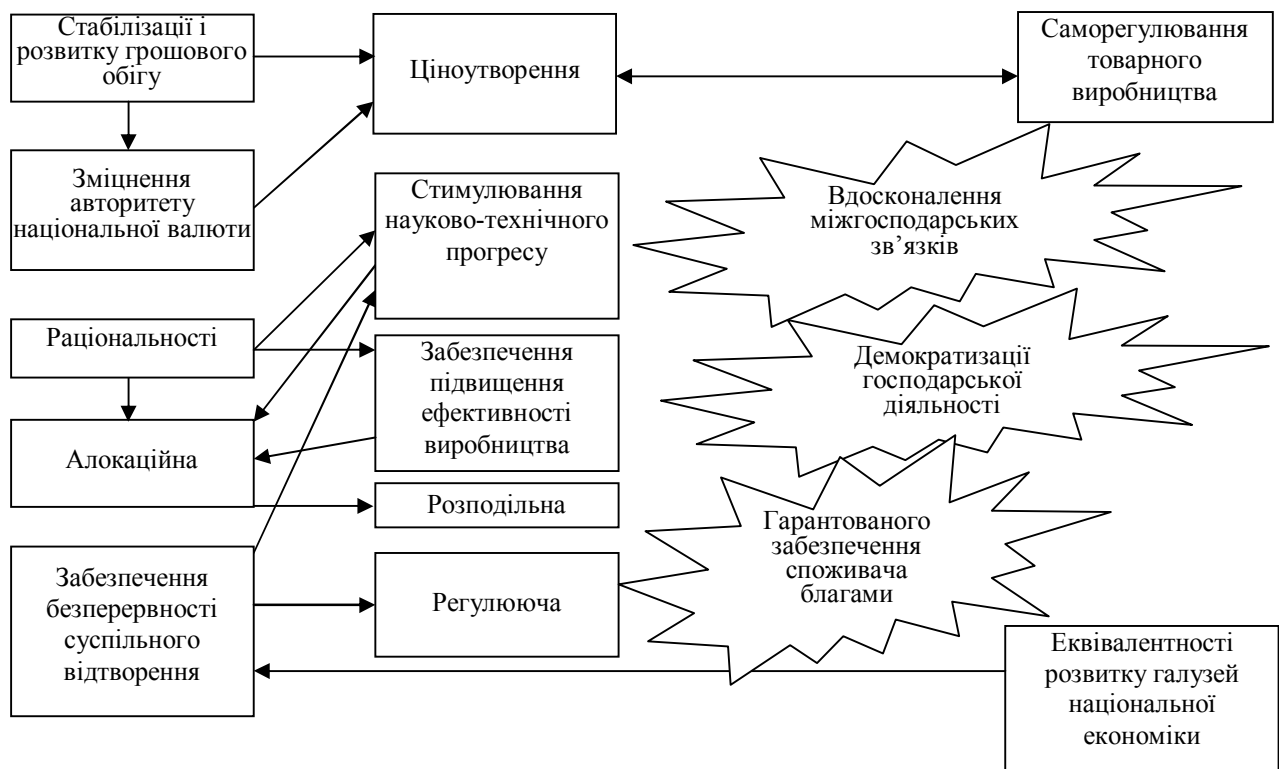 Стабілізації і
розвитку грошового
обігу
Ціноутворення
Саморегулювання
товарного
виробництва
Зміцнення
авторитету
національної валюти
Стимулювання
науково-технічного
прогресу
Вдосконалення
міжгосподарських
зв’язків
Раціональності
Забезпечення
підвищення
ефективності
виробництва
Демократизації
господарської
діяльності
Алокаційна
Розподільна
Гарантованого
забезпечення
споживача
благами
Забезпечення
безперервності
суспільного
відтворення
Регулююча
Еквівалентності
розвитку галузей
національної
економіки